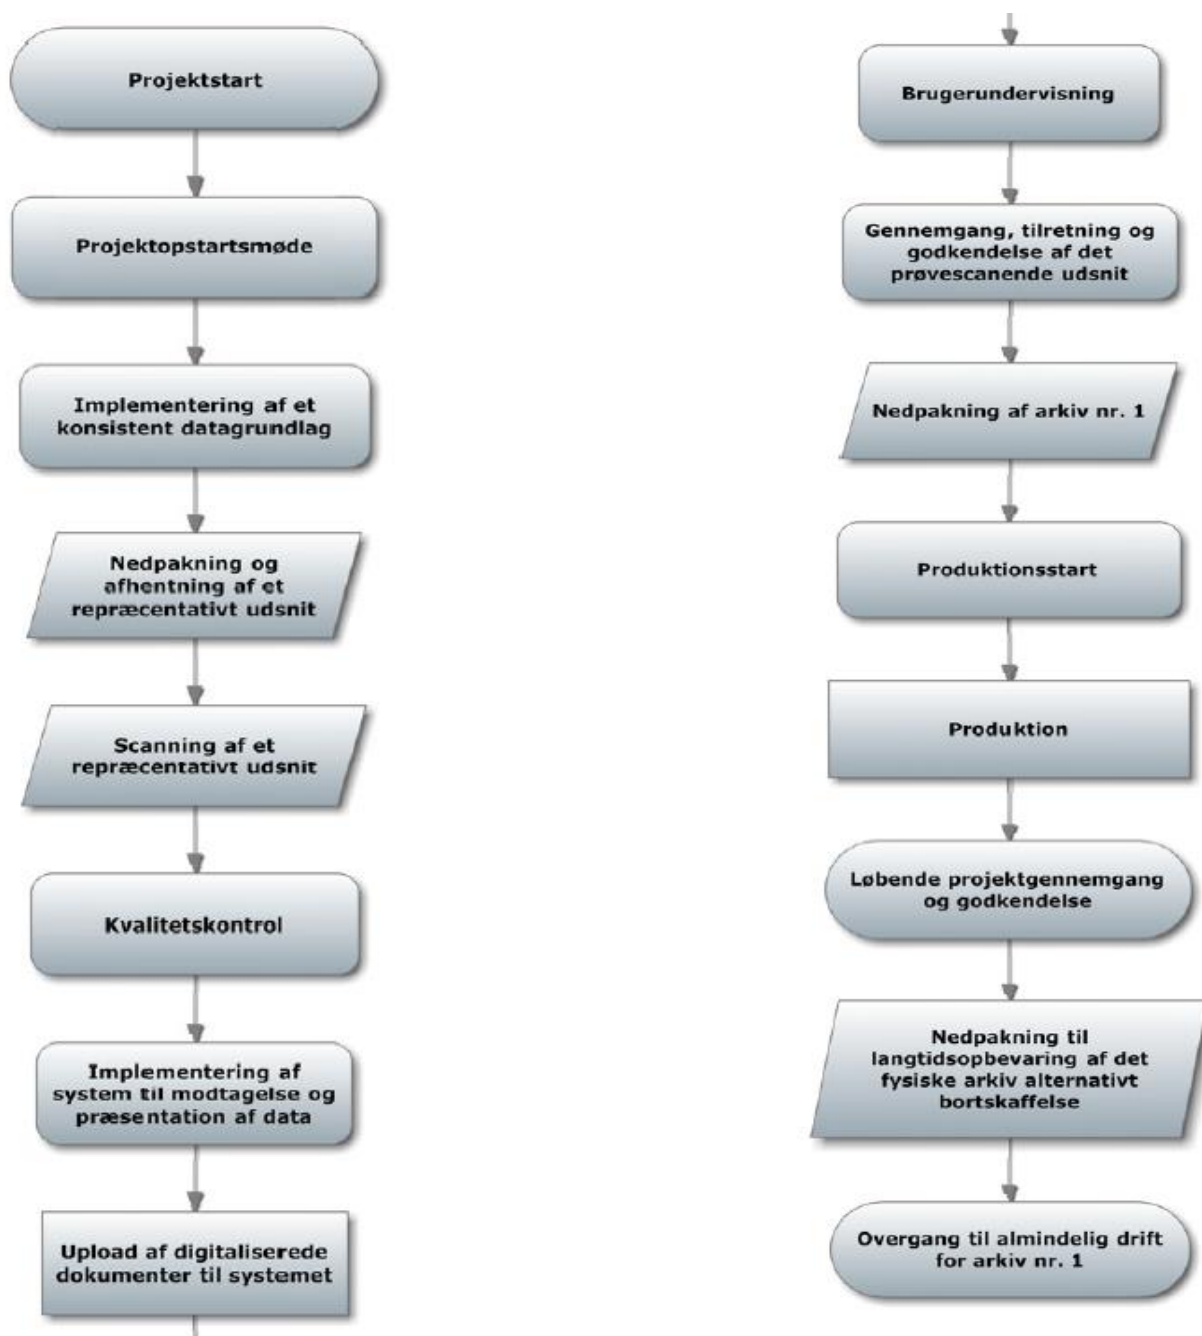 Projektstart
Projektopstartsmøde
Implementering af et
konsistent datagrundlag
Nedpakning og
afhentning af et
repræcentativt udsnit
Scanning af et
repræcentativt udsnit
Kvalitetskontrol
Implementering af
system til modtagelse og
præsentation af data
Upload af digitaliserede
dokumenter til systemet
Brugerundervisning
Gennemgang, tilretning og
godkendelse af det
prøvescanende udsnit
Nedpakning af arkiv nr. 1
Produktionsstart
Produktion
Løbende projektgennemgang
og godkendelse
Nedpakning til
langtidsopbevaring af det
fysiske arkiv alternativt
bortskaffelse
Overgang til almindelig drift
for arkiv nr. 1